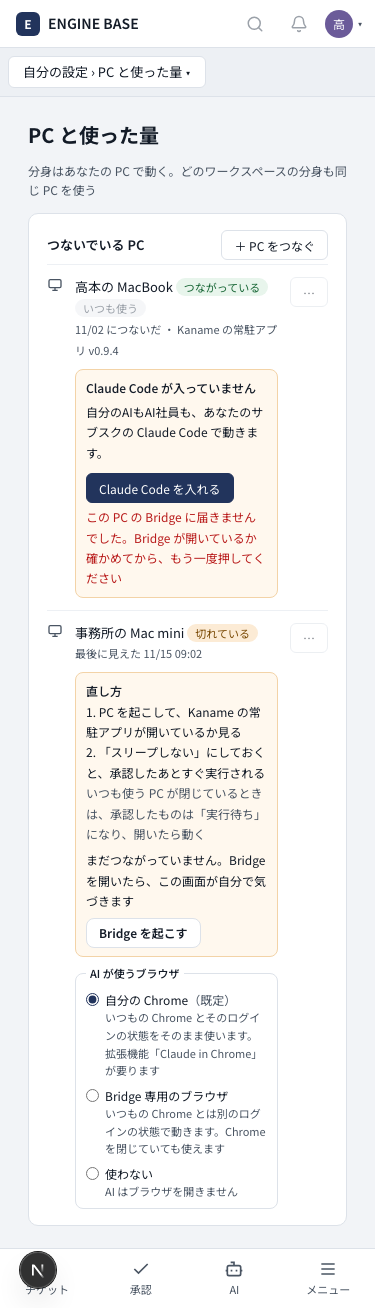 E ENGINE BASE 高
自分の設定 › PC と使った量
PC と使った量
分身はあなたの PC で動く。どのワークスペースの分身も同
じ PC を使う
つないでいる PC
＋ PC をつなぐ
高本の MacBook つながっている
いつも使う
11/02 につないだ ・ Kaname の常駐アプ
リ v0.9.4
…
Claude Code が入っていません
自分のAIもAI社員も、あなたのサ
ブスクの Claude Code で動きま
す。
Claude Code を入れる
この PC の Bridge に届きません
でした。Bridge が開いているか
確かめてから、もう一度押してく
ださい
事務所の Mac mini 切れている
最後に見えた 11/15 09:02
…
直し方
1. PC を起こして、Kaname の常
駐アプリが開いているか見る
2. 「スリープしない」にしておく
と、承認したあとすぐ実行される
いつも使う PC が閉じているとき
は、承認したものは「実行待ち」
になり、開いたら動く
まだつながっていません。Bridge
を開いたら、この画面が自分で気
づきます
Bridge を起こす
AI が使うブラウザ
自分の Chrome（既定）
いつもの Chrome とそのログイ
ンの状態をそのまま使います。
拡張機能「Claude in Chrome」
が要ります
Bridge 専用のブラウザ
いつもの Chrome とは別のログ
インの状態で動きます。Chrome
を閉じていても使えます
使わない
AI はブラウザを開きません
N
チケット
承認
AI
メニュー